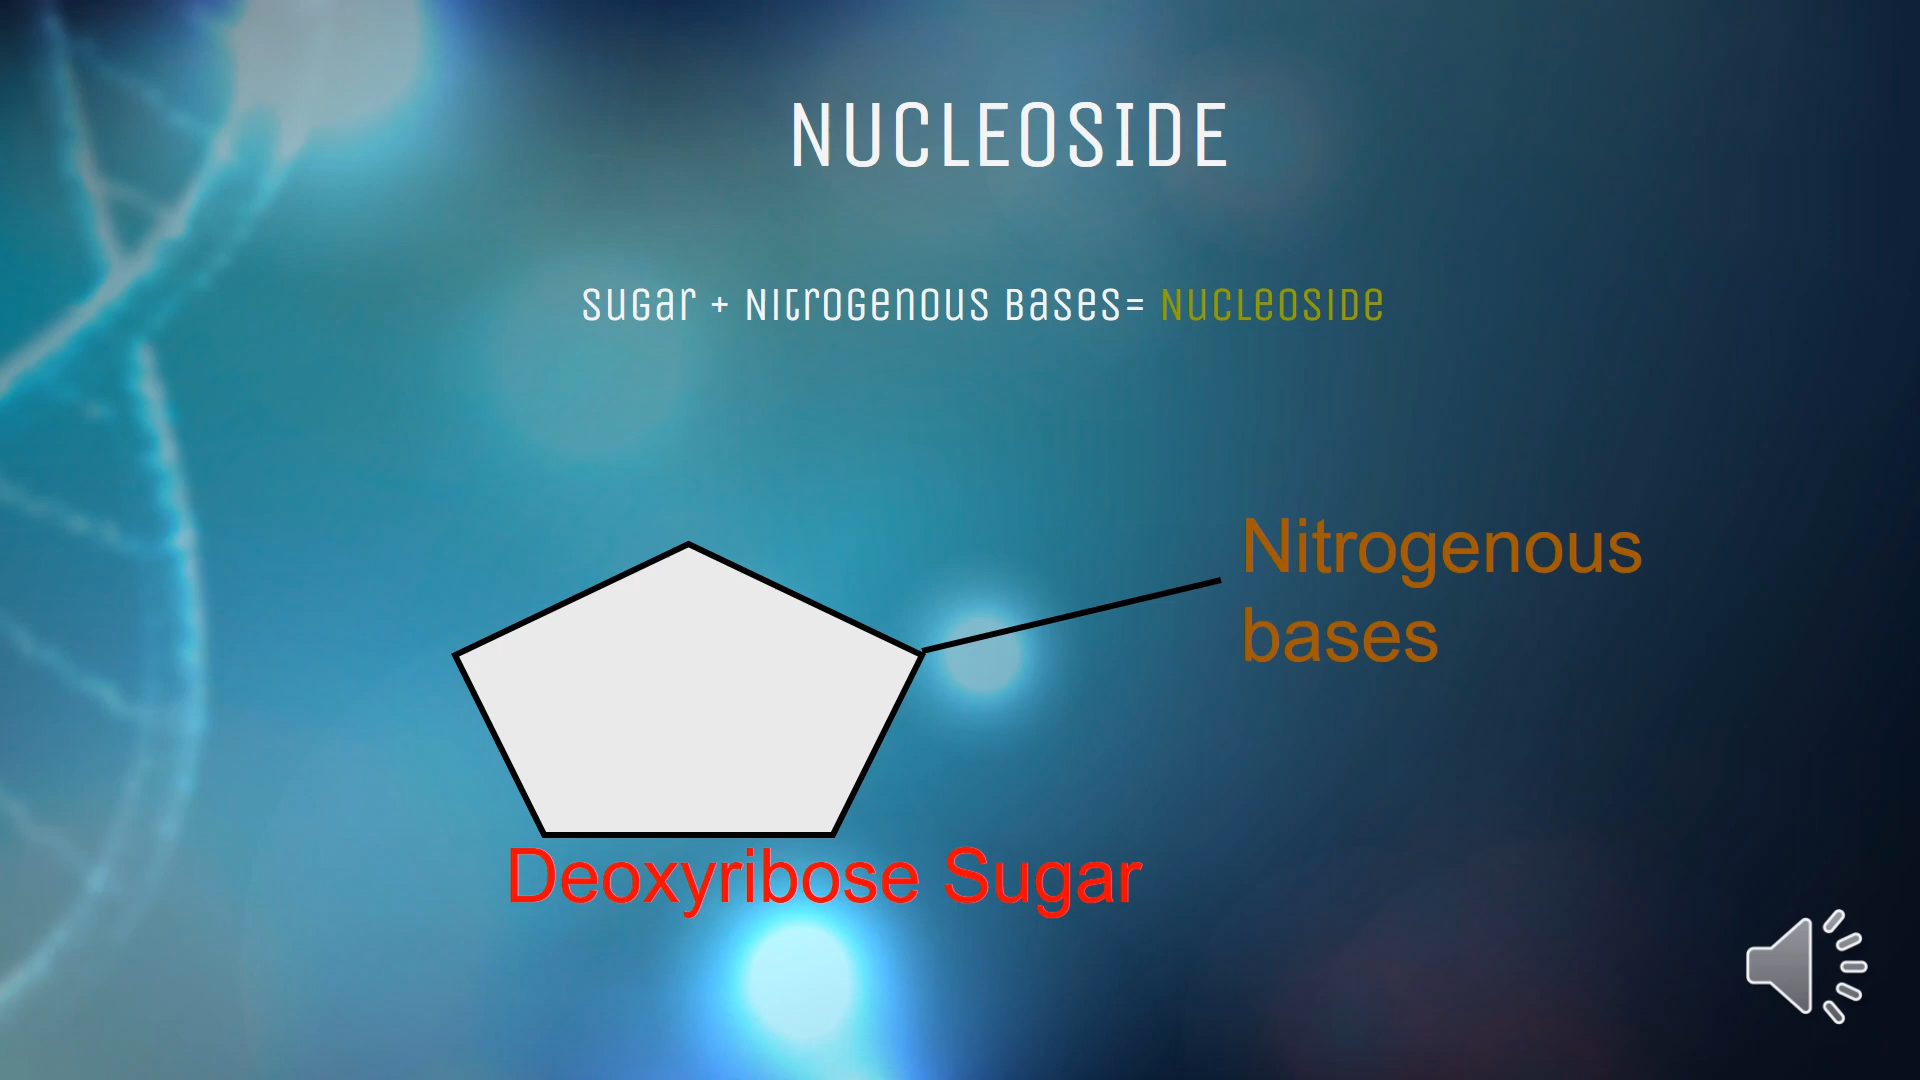 NUCLEOSIDE
Sugar + Nitrogenous Bases= Nucleoside
Nitrogenous
bases
Deoxyribose Sugar